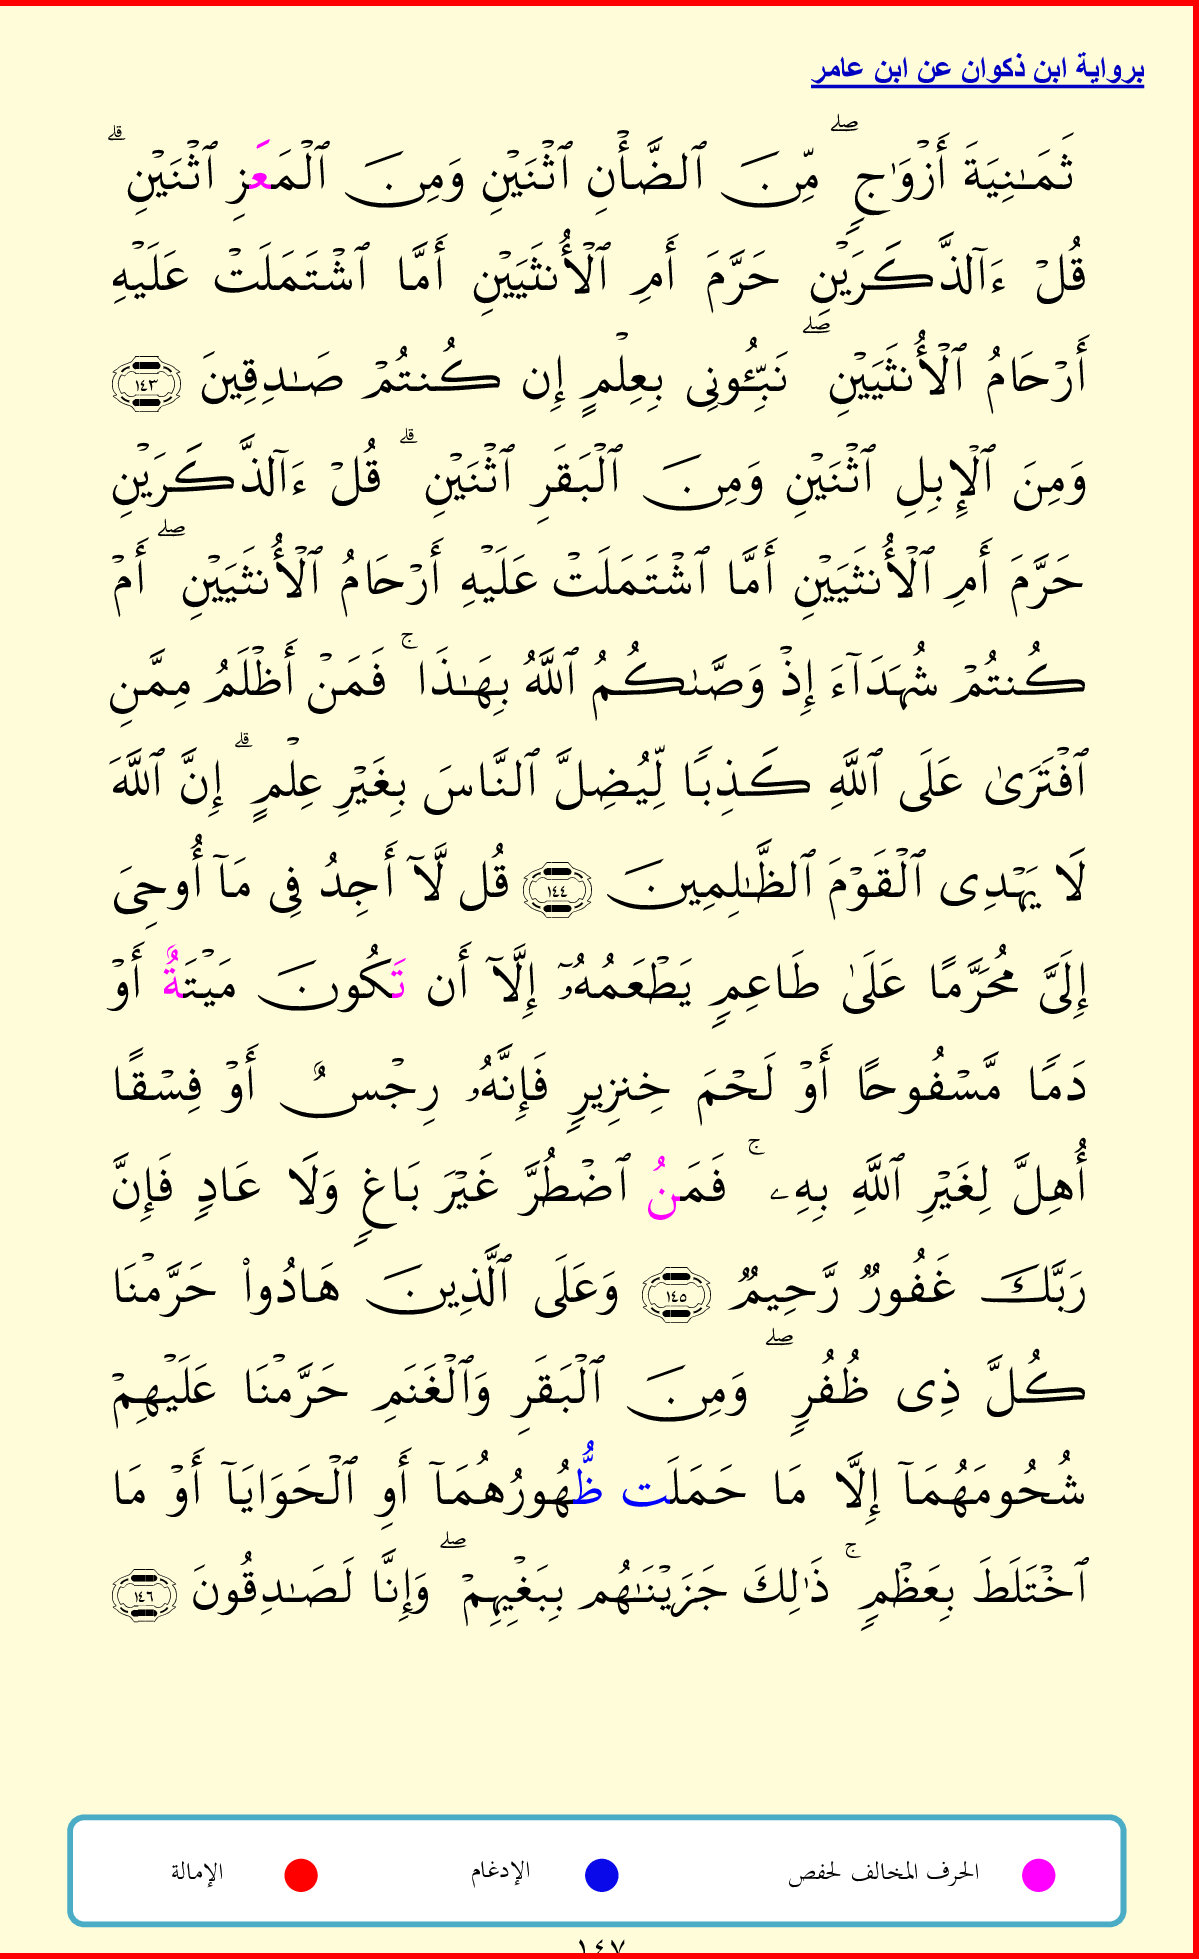 برواية ابن ذكوان عن ابن عامر
ثَمَـٰنِيَةَ أَزۡوَٰجٖۖ مِّنَ ٱلضَّأۡنِ ٱثۡنَيۡنِ وَمِنَ ٱلۡمَعَزِ ٱثۡنَيۡنِۗ
قُلۡ ءَآلذَّكَرَيۡنِ حَرَّمَ أَمِ ٱلۡأُنثَيَيۡنِ أَمَّا ٱشۡتَمَلَتۡ عَلَيۡهِ
أَرۡحَامُ ٱلۡأُنثَيَيۡنِۖ نَبِّـُٔونِى بِعِلۡمٍ إِن كُنتُمۡ صَـٰدِقِينَ ١٤٣
وَمِنَ ٱلۡإِبِلِ ٱثۡنَيۡنِ وَمِنَ ٱلۡبَقَرِ ٱثۡنَيۡنِۗ قُلۡ ءَآلذَّكَرَيۡنِ
حَرَّمَ أَمِ ٱلۡأُنثَيَيۡنِ أَمَّا ٱشۡتَمَلَتۡ عَلَيۡهِ أَرۡحَامُ ٱلۡأُنثَيَيۡنِۖ أَمۡ
كُنتُمۡ شُهَدَآءَ إِذۡ وَصَّىٰكُمُ ٱللَّهُ بِهَـٰذَاۚ فَمَنۡ أَظۡلَمُ مِمَّنِ
ٱفۡتَرَىٰ عَلَى ٱللَّهِ كَذِبٗا لِّيُضِلَّ ٱلنَّاسَ بِغَيۡرِ عِلۡمٍۗ إِنَّ ٱللَّهَ
لَا يَهۡدِى ٱلۡقَوۡمَ ٱلظَّـٰلِمِينَ ١٤٤ قُل لَّآ أَجِدُ فِى مَآ أُوحِىَ
إِلَىَّ مُحَرَّمًا عَلَىٰ طَاعِمٖ يَطۡعَمُهُۥٓ إِلَّآ أَن تَكُونَ مَيۡتَةٌ أَوۡ
دَمٗا مَّسۡفُوحًا أَوۡ لَحۡمَ خِنزِيرٖ فَإِنَّهُۥ رِجۡسٌ أَوۡ فِسۡقًا
أُهِلَّ لِغَيۡرِ ٱللَّهِ بِهِۦۚ فَمَنُ ٱضۡطُرَّ غَيۡرَ بَاغٖ وَلَا عَادٖ فَإِنَّ
رَبَّكَ غَفُورٞ رَّحِيمٞ ١٤٥ وَعَلَى ٱلَّذِينَ هَادُواْ حَرَّمۡنَا
كُلَّ ذِى ظُفُرٖۖ وَمِنَ ٱلۡبَقَرِ وَٱلۡغَنَمِ حَرَّمۡنَا عَلَيۡهِمۡ
شُحُومَهُمَآ إِلَّا مَا حَمَلَت ظُّهُورُهُمَآ أَوِ ٱلۡحَوَايَآ أَوۡ مَا
ٱخۡتَلَطَ بِعَظۡمٖۚ ذَٰلِكَ جَزَيۡنَـٰهُم بِبَغۡيِهِمۡۖ وَإِنَّا لَصَـٰدِقُونَ ١٤٦
الحرف المخالف لحفص الإدغام الإمالة
١٤٧